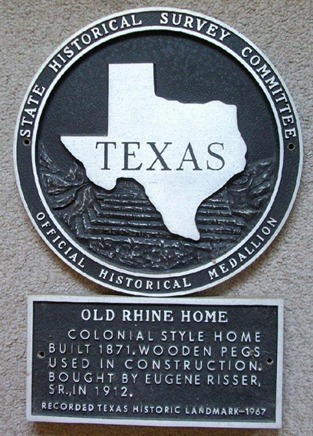 STATE HISTORICAL SURVEY COMMITTEE
TEXAS
OFFICIAL HISTORICAL MEDALLION
OLD RHINE HOME
COLONIAL STYLE HOME
BUILT 1871. WOODEN PEGS
USED IN CONSTRUCTION.
BOUGHT BY EUGENE RISSER,
SR., IN 1912.
RECORDED TEXAS HISTORIC LANDMARK-1967